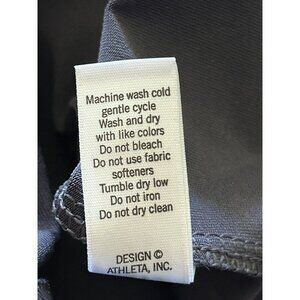 Machine wash cold
gentle cycle
Wash and dry
with like colors
Do not bleach
Do not use fabric
softeners
Tumble dry low
Do not iron
Do not dry clean
DESIGN ©
ATHLETA, INC.